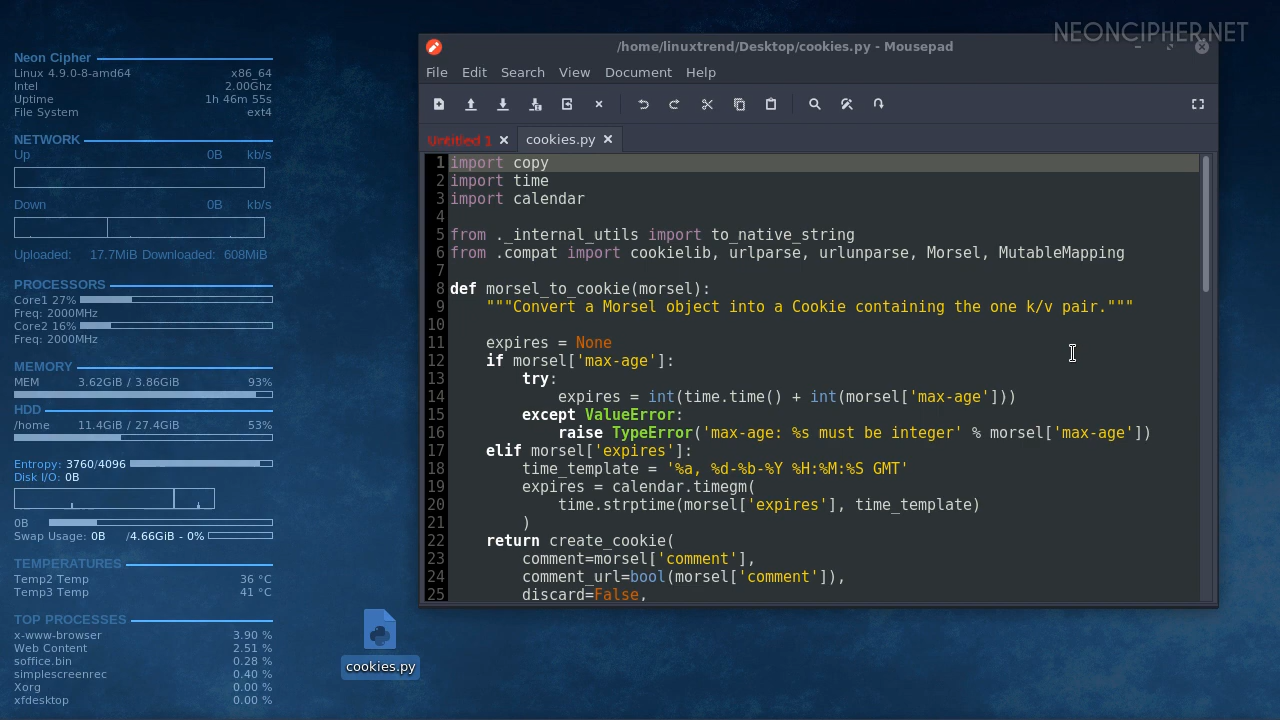 NEONCIPHER.NET
Neon Cipher
Linux 4.9.0-8-amd64 x86_64
Intel 2.00Ghz
Uptime 1h 46m 55s
File System ext4
NETWORK
Up 0B kb/s
Down 0B kb/s
Uploaded: 17.7MiB Downloaded: 608MiB
PROCESSORS
Core1 27%
Freq: 2000MHz
Core2 16%
Freq: 2000MHz
MEMORY
MEM 3.62GiB / 3.86GiB 93%
HDD
/home 11.4GiB / 27.4GiB 53%
Entropy: 3760/4096
Disk I/O: 0B
0B
Swap Usage: 0B /4.66GiB - 0%
TEMPERATURES
Temp2 Temp 36 °C
Temp3 Temp 41 °C
TOP PROCESSES
x-www-browser 3.90 %
Web Content 2.51 %
soffice.bin 0.28 %
simplescreenrec 0.40 %
Xorg 0.00 %
xfdesktop 0.00 %
cookies.py
/home/linuxtrend/Desktop/cookies.py - Mousepad
File Edit Search View Document Help
Untitled 1 cookies.py
1 import copy
2 import time
3 import calendar
4
5 from ._internal_utils import to_native_string
6 from .compat import cookielib, urlparse, urlunparse, Morsel, MutableMapping
7
8 def morsel_to_cookie(morsel):
9 """Convert a Morsel object into a Cookie containing the one k/v pair."""
10
11 expires = None
12 if morsel['max-age']:
13 try:
14 expires = int(time.time() + int(morsel['max-age']))
15 except ValueError:
16 raise TypeError('max-age: %s must be integer' % morsel['max-age'])
17 elif morsel['expires']:
18 time_template = '%a, %d-%b-%Y %H:%M:%S GMT'
19 expires = calendar.timegm(
20 time.strptime(morsel['expires'], time_template)
21 )
22 return create_cookie(
23 comment=morsel['comment'],
24 comment_url=bool(morsel['comment']),
25 discard=False,